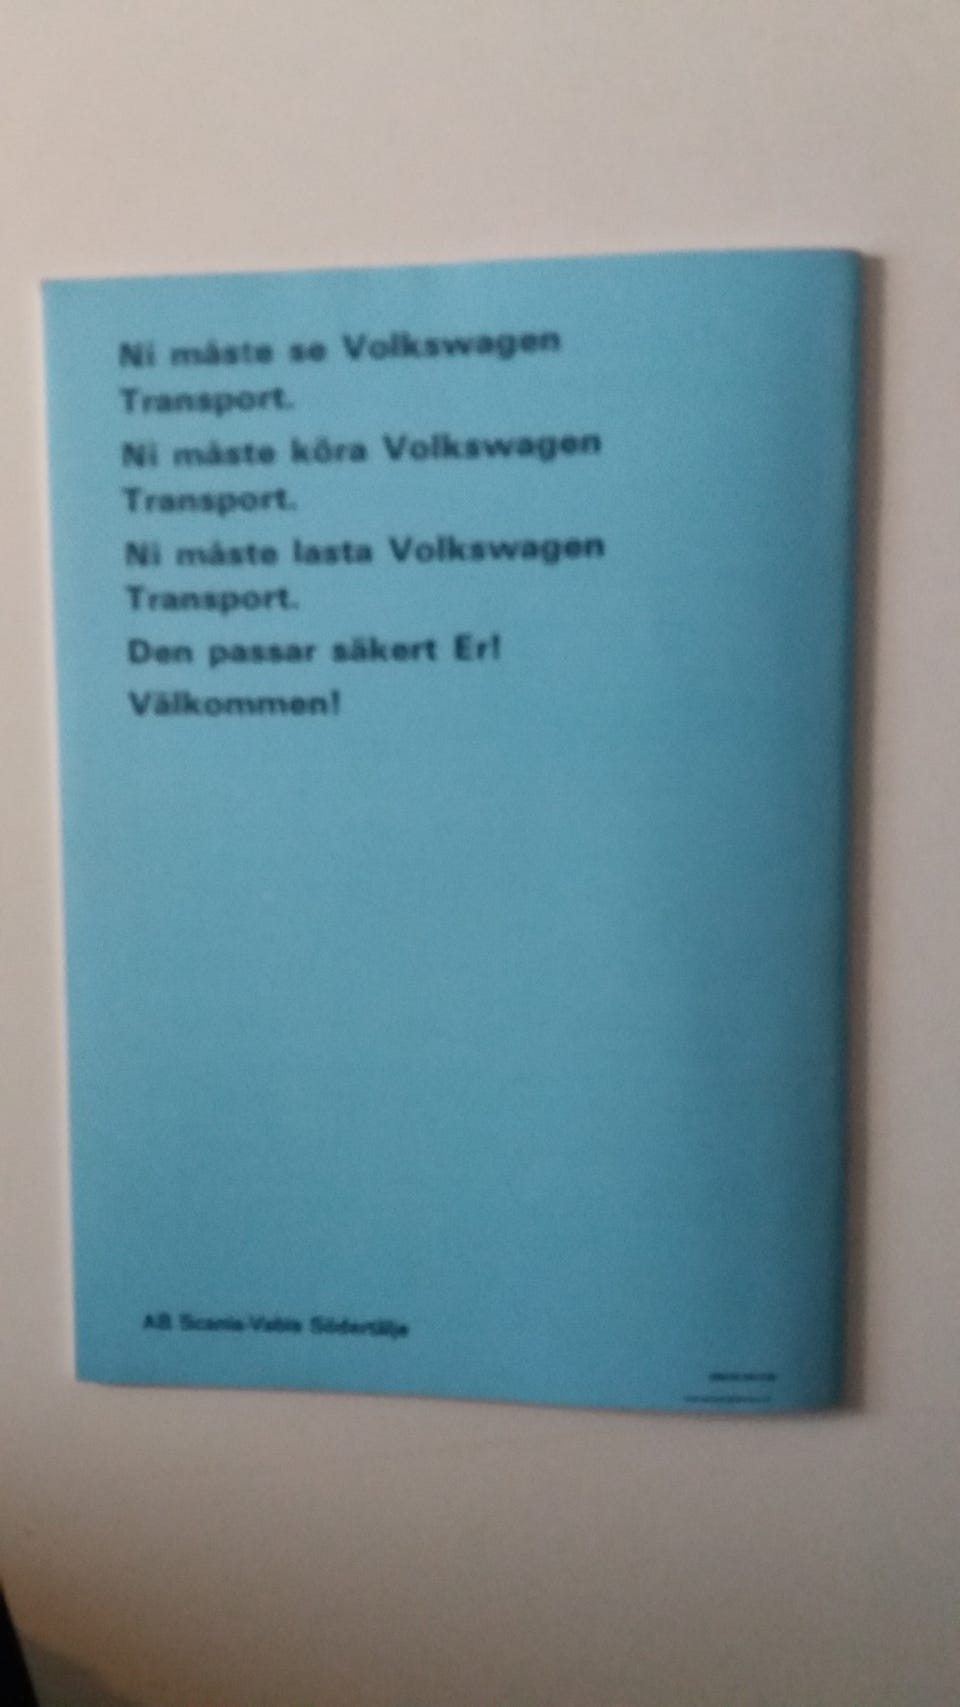 Ni måste se Volkswagen
Transport.
Ni måste köra Volkswagen
Transport.
Ni måste lasta Volkswagen
Transport.
Den passar säkert Er!
Välkommen!
AB Scania-Vabis Södertälje